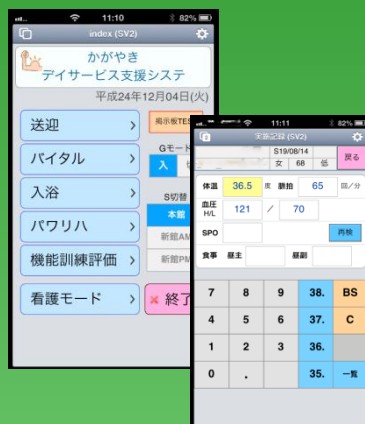 11:10
82%
index (SV2)
かがやき
デイサービス支援
システ
平成24年12月04日(火)
送迎
バイタル
入浴
パワリハ
機能訓練評価
看護モード
掲示板TES
Gモード
入
S切替
本館
新館AM
新館PM
終了
11:11
82%
実施記録 (SV2)
S19/08/14
女 68 低
戻る
体温 36.5 度 脈拍 65 回/分
血圧
H/L
121 / 70
SPO
再検
食事 昼主 昼副
7 8 9 38. BS
4 5 6 37. C
1 2 3 36.
0 . 35. 一覧